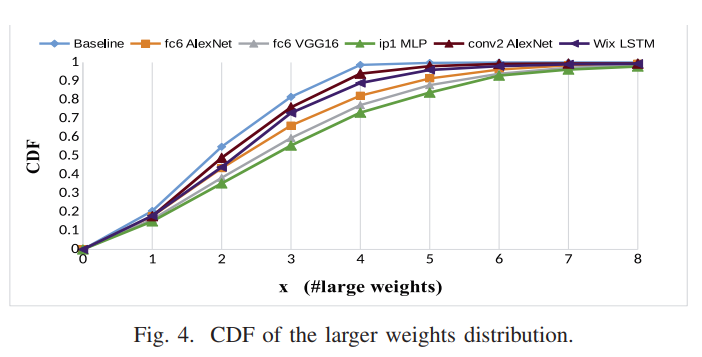 Baseline fc6 AlexNet fc6 VGG16 ip1 MLP conv2 AlexNet Wix LSTM
1
0.9
0.8
0.7
0.6
0.5
0.4
0.3
0.2
0.1
0
CDF
0 1 2 3 4 5 6 7 8
x (#large weights)
Fig. 4. CDF of the larger weights distribution.